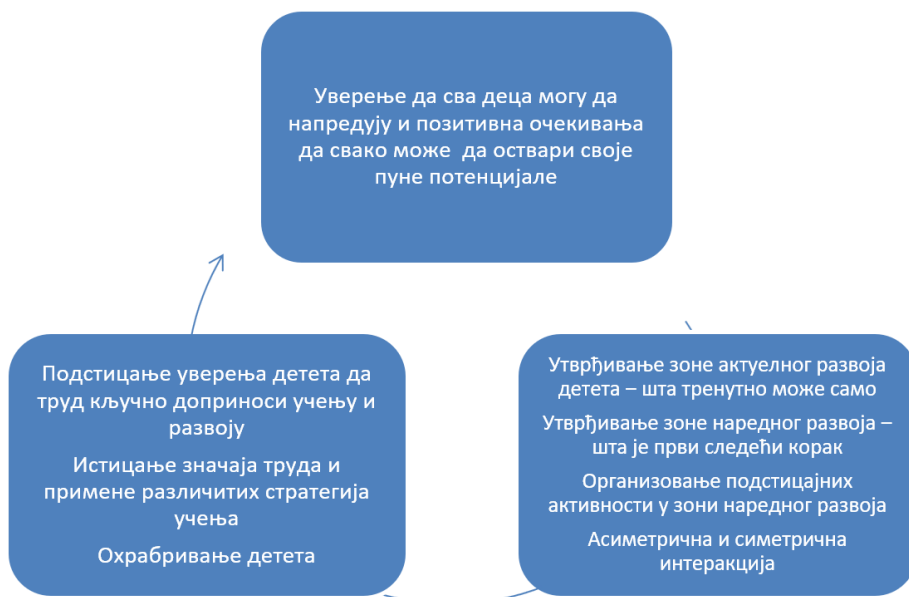 Уверење да сва деца могу да
напредују и позитивна очекивања
да свако може да оствари своје
пуне потенцијале
Подстицање уверења детета да
труд кључно доприноси учењу и
развоју
Истицање значаја труда и
примене различитих стратегија
учења
Охрабривање детета
Утврђивање зоне актуелног развоја
детета – шта тренутно може само
Утврђивање зоне наредног развоја –
шта је први следећи корак
Организовање подстицајних
активности у зони наредног развоја
Асиметрична и симетрична
интеракција